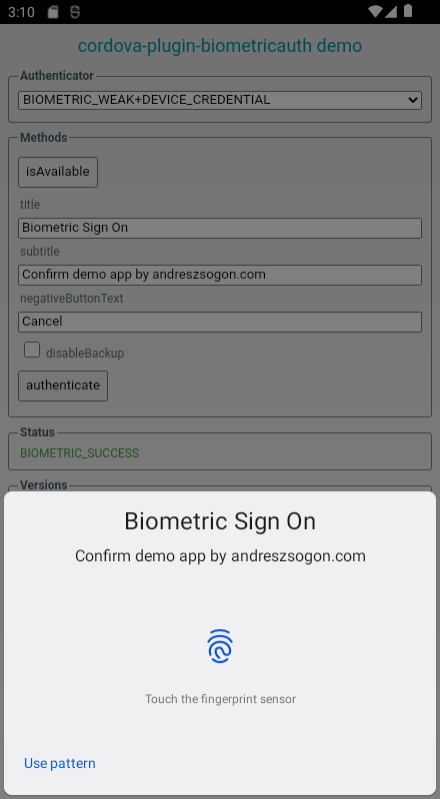 3:10
cordova-plugin-biometricauth demo
Authenticator
BIOMETRIC_WEAK+DEVICE_CREDENTIAL
Methods
isAvailable
title
Biometric Sign On
subtitle
Confirm demo app by andreszsogon.com
negativeButtonText
Cancel
disableBackup
authenticate
Status
BIOMETRIC_SUCCESS
Versions
Biometric Sign On
Confirm demo app by andreszsogon.com
Touch the fingerprint sensor
Use pattern